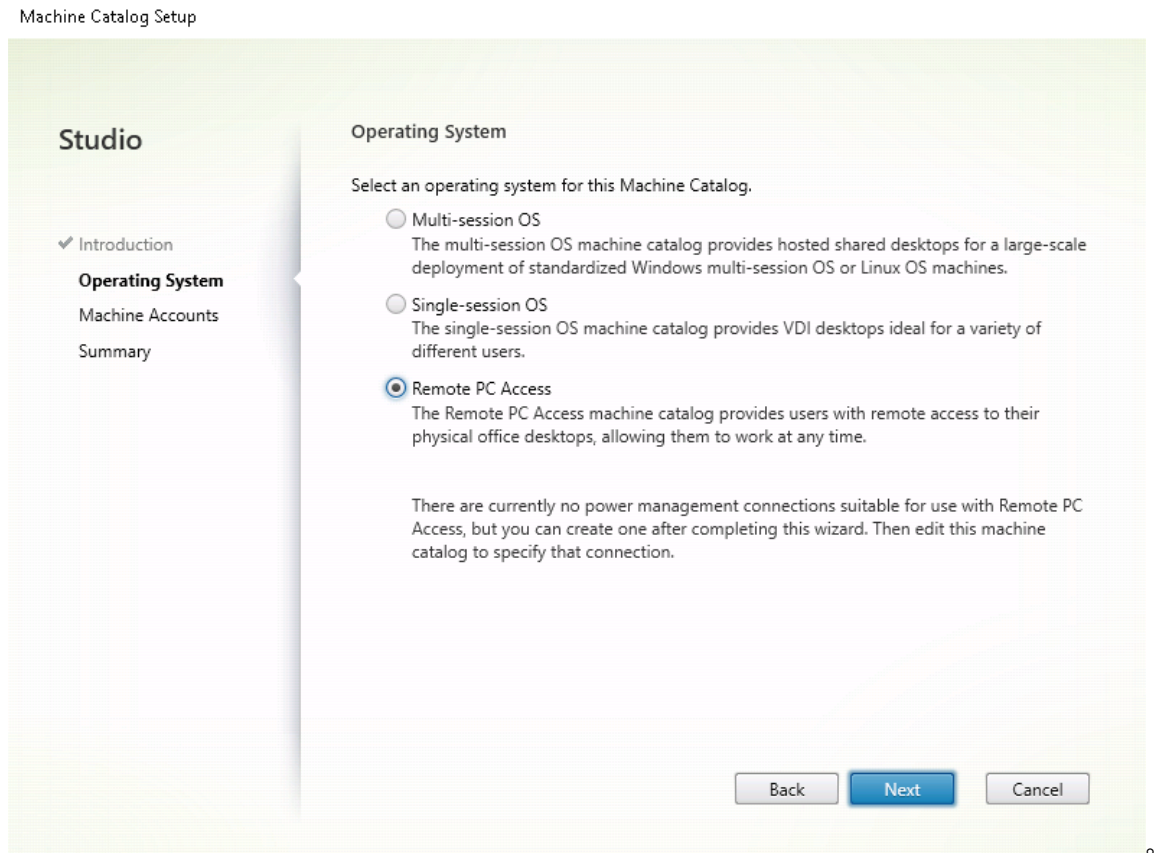 Machine Catalog Setup
Studio
Introduction
Operating System
Machine Accounts
Summary
Operating System
Select an operating system for this Machine Catalog.
Multi-session OS
The multi-session OS machine catalog provides hosted shared desktops for a large-scale
deployment of standardized Windows multi-session OS or Linux OS machines.
Single-session OS
The single-session OS machine catalog provides VDI desktops ideal for a variety of
different users.
Remote PC Access
The Remote PC Access machine catalog provides users with remote access to their
physical office desktops, allowing them to work at any time.
There are currently no power management connections suitable for use with Remote PC
Access, but you can create one after completing this wizard. Then edit this machine
catalog to specify that connection.
Back
Next
Cancel